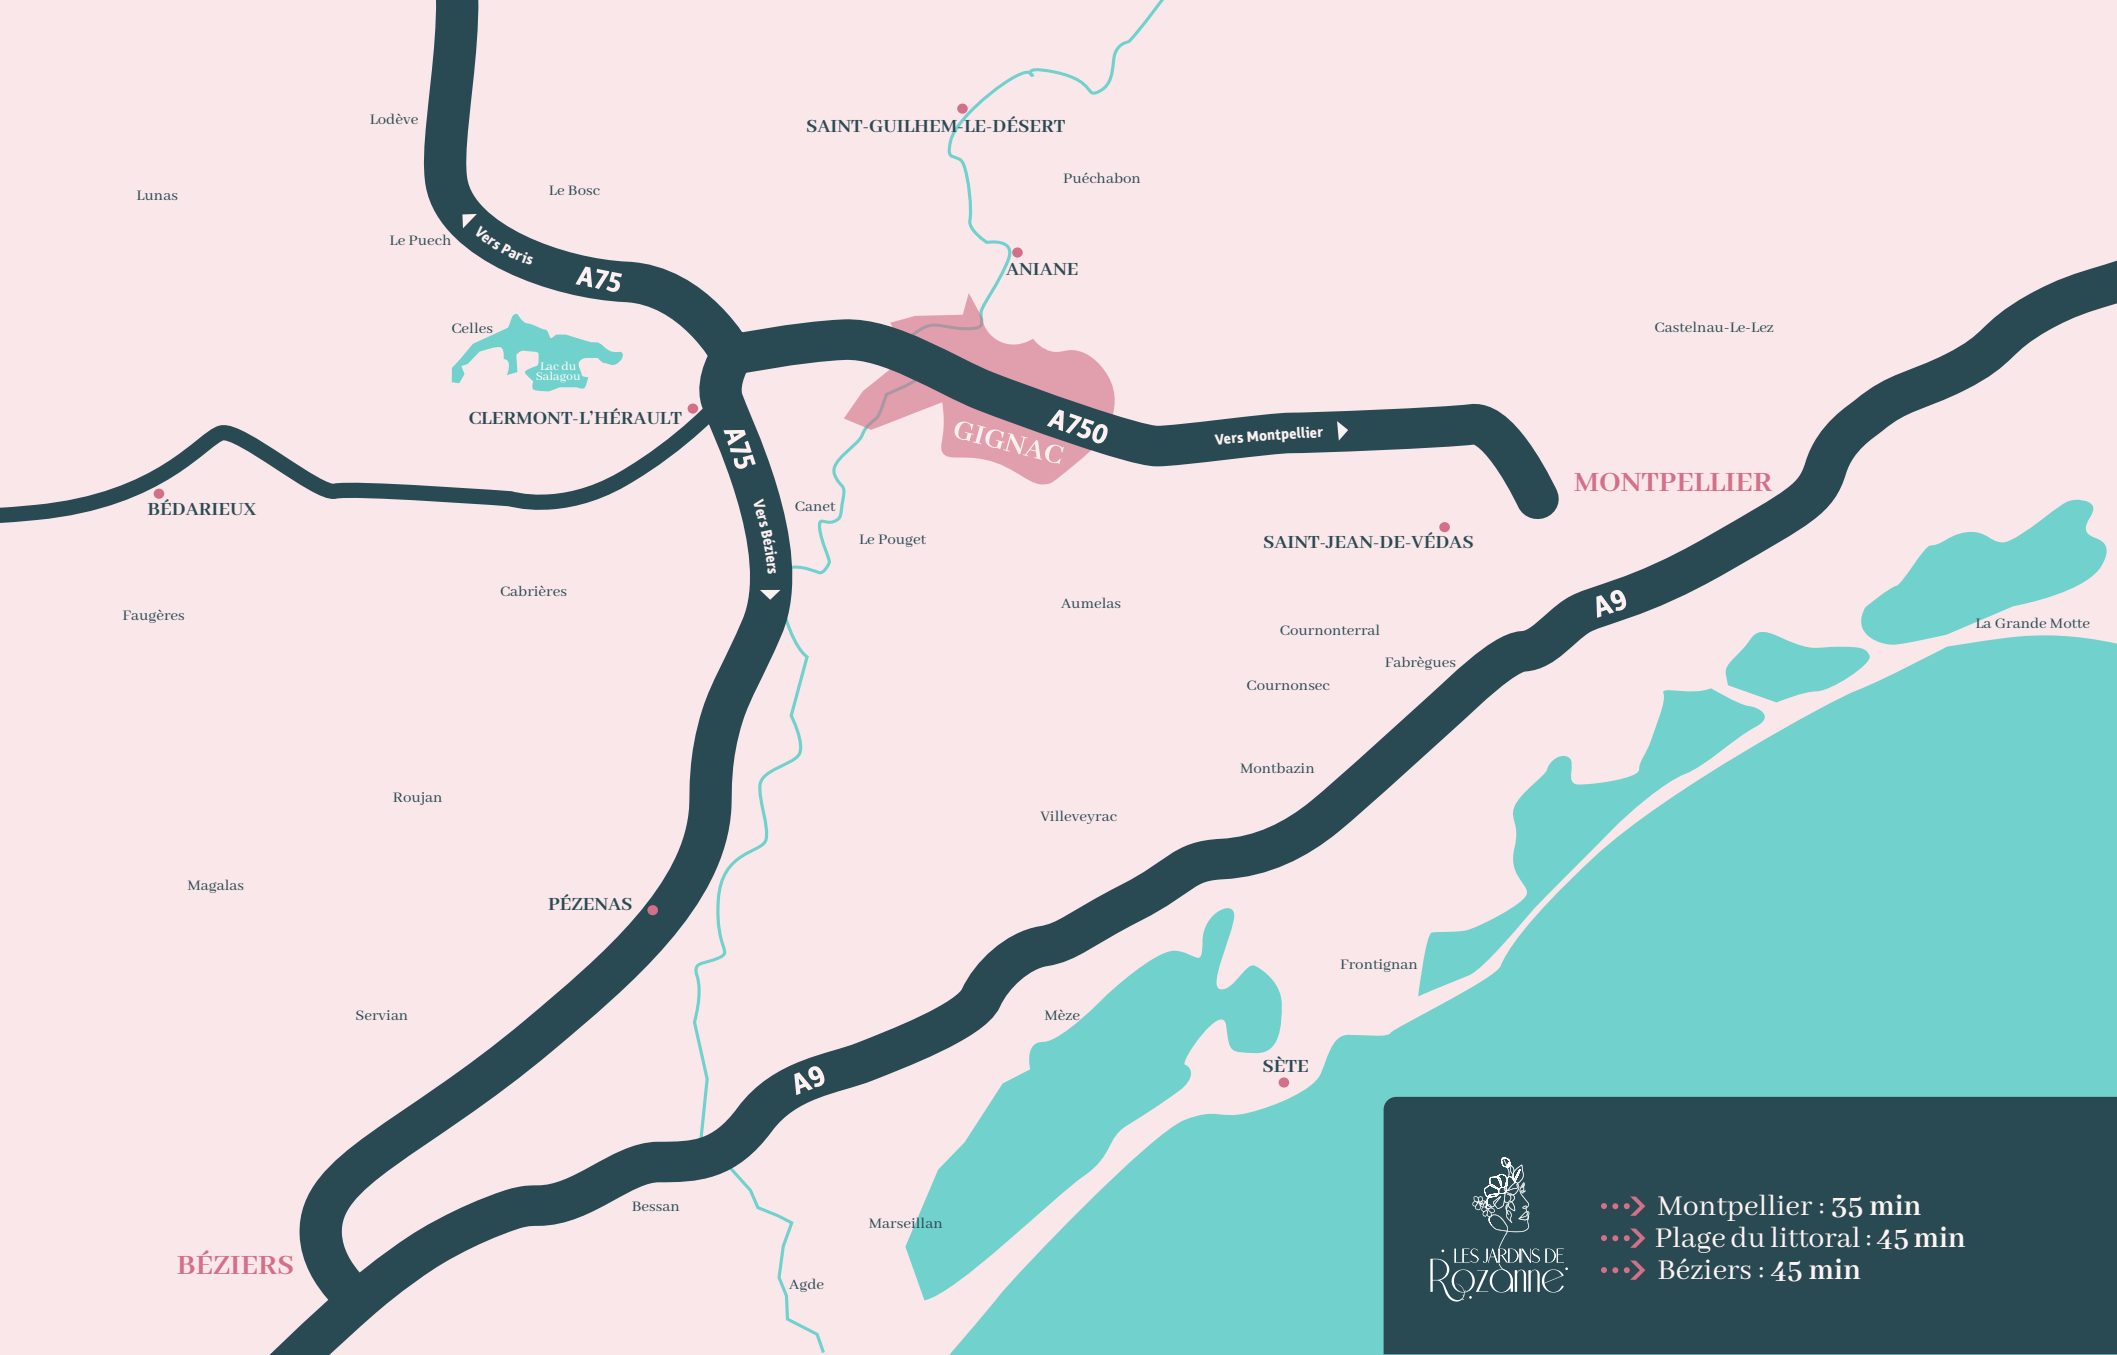 Lodève
SAINT-GUILHEM-LE-DÉSERT
Puéchabon
Lunas
Le Bosc
Le Puech
Vers Paris
A75
ANIANE
Celles
Lac du
Salagou
Castelnau-Le-Lez
CLERMONT-L'HÉRAULT
A75
GIGNAC
A750
Vers Montpellier
MONTPELLIER
BÉDARIEUX
Vers Béziers
Canet
Le Pouget
SAINT-JEAN-DE-VÉDAS
Cabrières
Faugères
Aumelas
A9
Cournonterral
La Grande Motte
Fabrègues
Cournonsec
Montbazin
Roujan
Villeveyrac
Magalas
PÉZENAS
Frontignan
Servian
Mèze
SÈTE
A9
Bessan
Marseillan
BÉZIERS
Agde
LES JARDINS DE
Rozanne
Montpellier : 35 min
Plage du littoral : 45 min
Béziers : 45 min